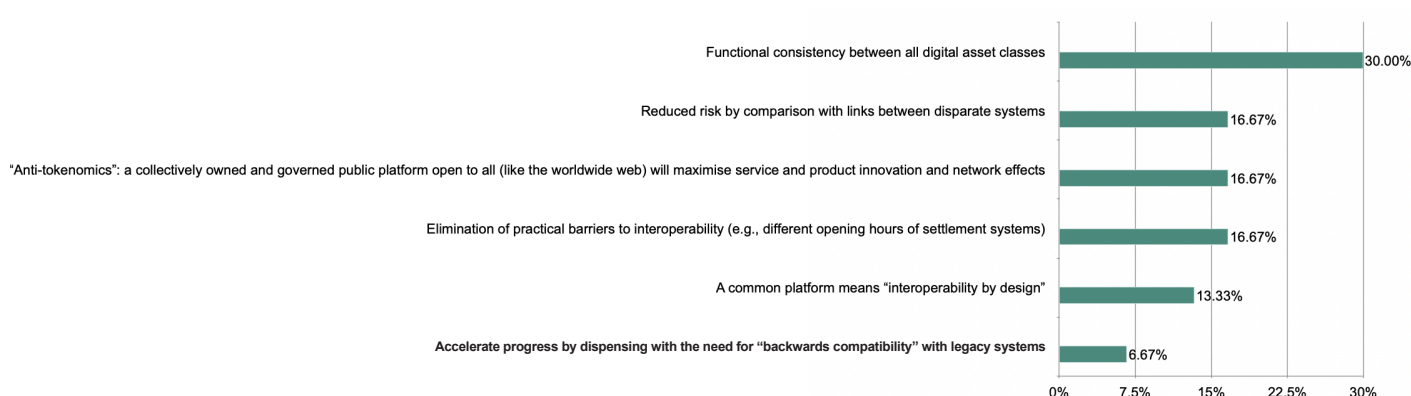 Functional consistency between all digital asset classes
30.00%
Reduced risk by comparison with links between disparate systems
16.67%
“Anti-tokenomics”: a collectively owned and governed public platform open to all (like the worldwide web) will maximise service and product innovation and network effects
16.67%
Elimination of practical barriers to interoperability (e.g., different opening hours of settlement systems)
16.67%
A common platform means “interoperability by design”
13.33%
Accelerate progress by dispensing with the need for “backwards compatibility” with legacy systems
6.67%
0% 7.5% 15% 22.5% 30%